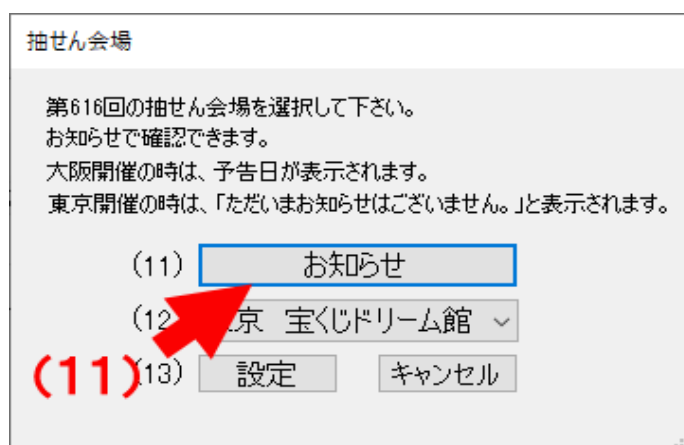 抽せん会場
第616回の抽せん会場を選択して下さい。
お知らせで確認できます。
大阪開催の時は、予告日が表示されます。
東京開催の時は、「ただいまお知らせはございません。」と表示されます。
(11) お知らせ
(12 京 宝くじドリーム館
(11)
(13) 設定 キャンセル